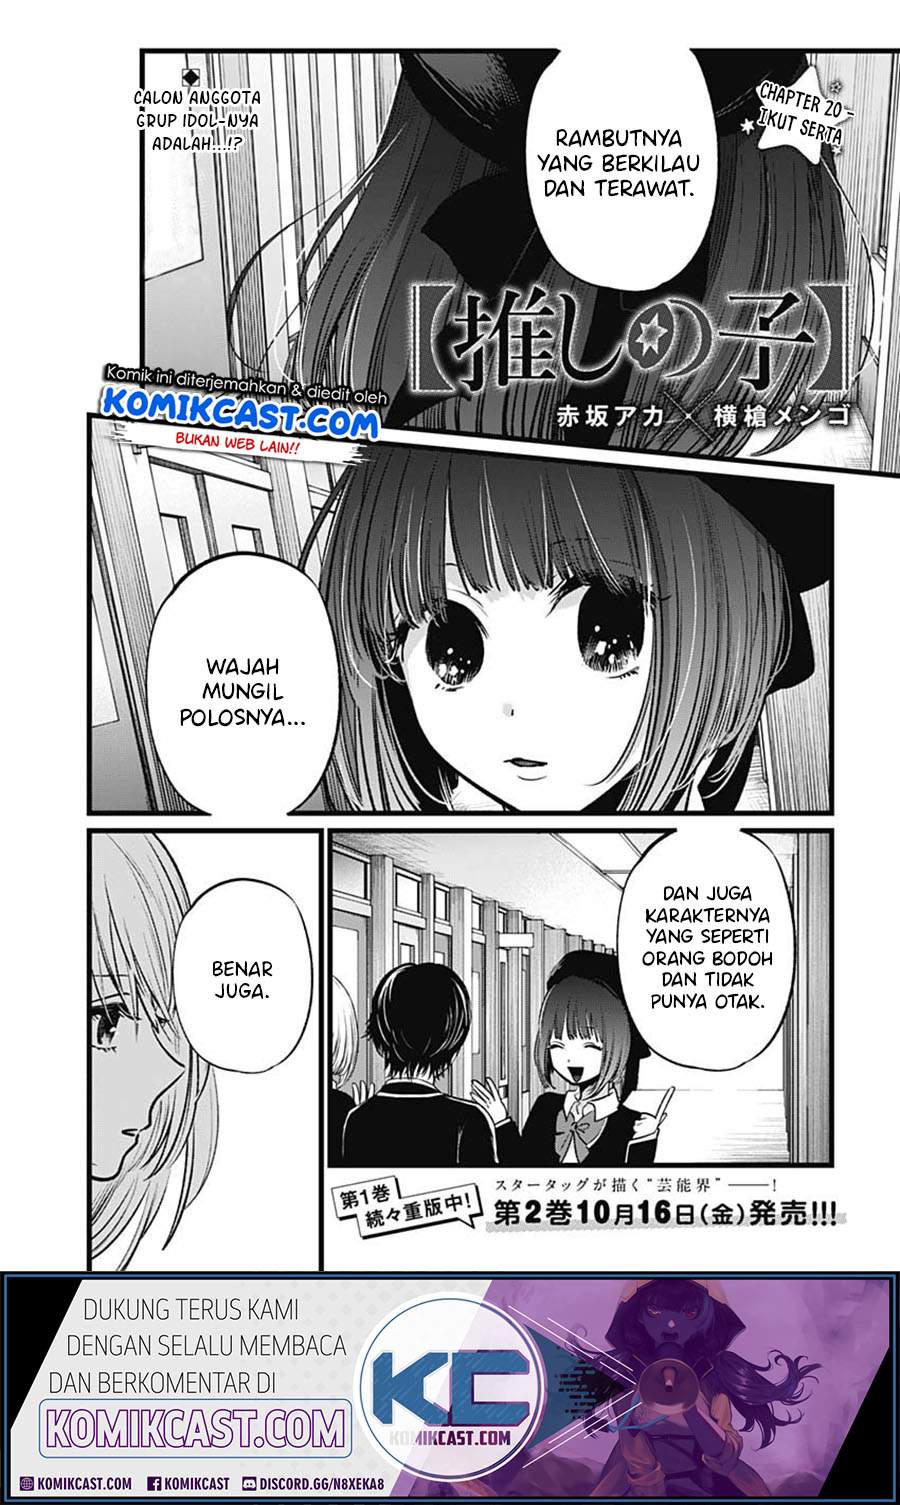 CALON ANGGOTA
GRUP IDOL-NYA
ADALAH...!?
RAMBUTNYA
YANG BERKILAU
DAN TERAWAT.
CHAPTER 20 -
IKUT SERTA
【推しの子】
赤坂アカ×横槍メンゴ
Komik ini diterjemahkan & diedit oleh
KOMIKCAST.COM
BUKAN WEB LAIN!!
WAJAH
MUNGIL
POLOSNYA...
DAN JUGA
KARAKTERNYA
YANG SEPERTI
ORANG BODOH
DAN TIDAK
PUNYA OTAK.
BENAR
JUGA.
第1巻
続々重版中!
スタータッグが描く“芸能界”――!
第2巻10月16日(金)発売!!!
DUKUNG TERUS KAMI
DENGAN SELALU MEMBACA
DAN BERKOMENTAR DI
KOMIKCAST.COM
KC
KOMIKCAST.COM
KOMIKCAST.COM
KOMIKCAST
DISCORD.GG/N8XEKA8